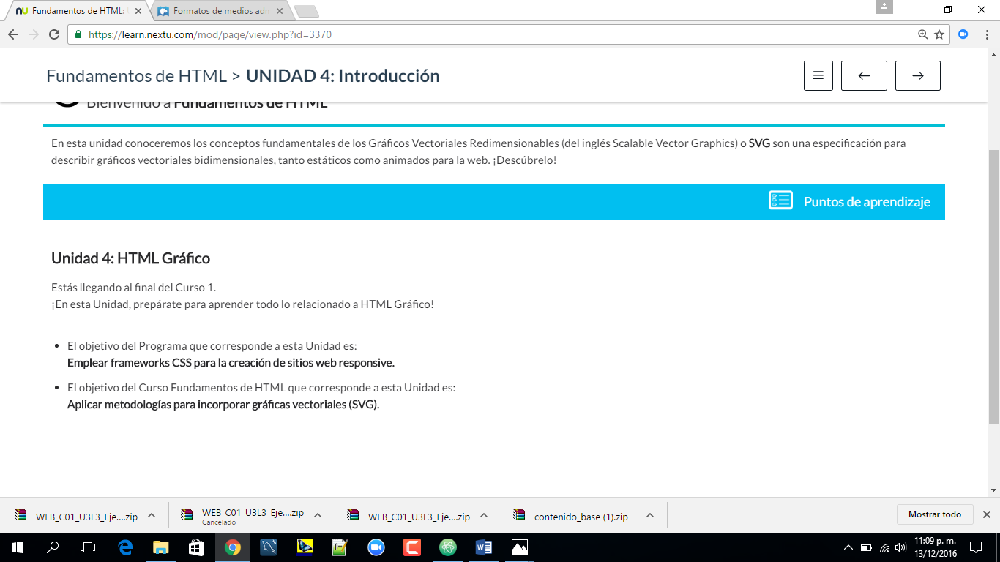 Fundamentos de HTML:
Formatos de medios adm
https://learn.nextu.com/mod/page/view.php?id=3370
Fundamentos de HTML > UNIDAD 4: Introducción
Bienvenido a Fundamentos de HTML
En esta unidad conoceremos los conceptos fundamentales de los Gráficos Vectoriales Redimensionables (del inglés Scalable Vector Graphics) o SVG son una especificación para
describir gráficos vectoriales bidimensionales, tanto estáticos como animados para la web. ¡Descúbrelo!
Puntos de aprendizaje
Unidad 4: HTML Gráfico
Estás llegando al final del Curso 1.
¡En esta Unidad, prepárate para aprender todo lo relacionado a HTML Gráfico!
El objetivo del Programa que corresponde a esta Unidad es:
Emplear frameworks CSS para la creación de sitios web responsive.
El objetivo del Curso Fundamentos de HTML que corresponde a esta Unidad es:
Aplicar metodologías para incorporar gráficas vectoriales (SVG).
WEB_C01_U3L3_Eje....zip
WEB_C01_U3L3_Eje....zip
Cancelado
WEB_C01_U3L3_Eje....zip
contenido_base (1).zip
Mostrar todo
11:09 p. m.
13/12/2016